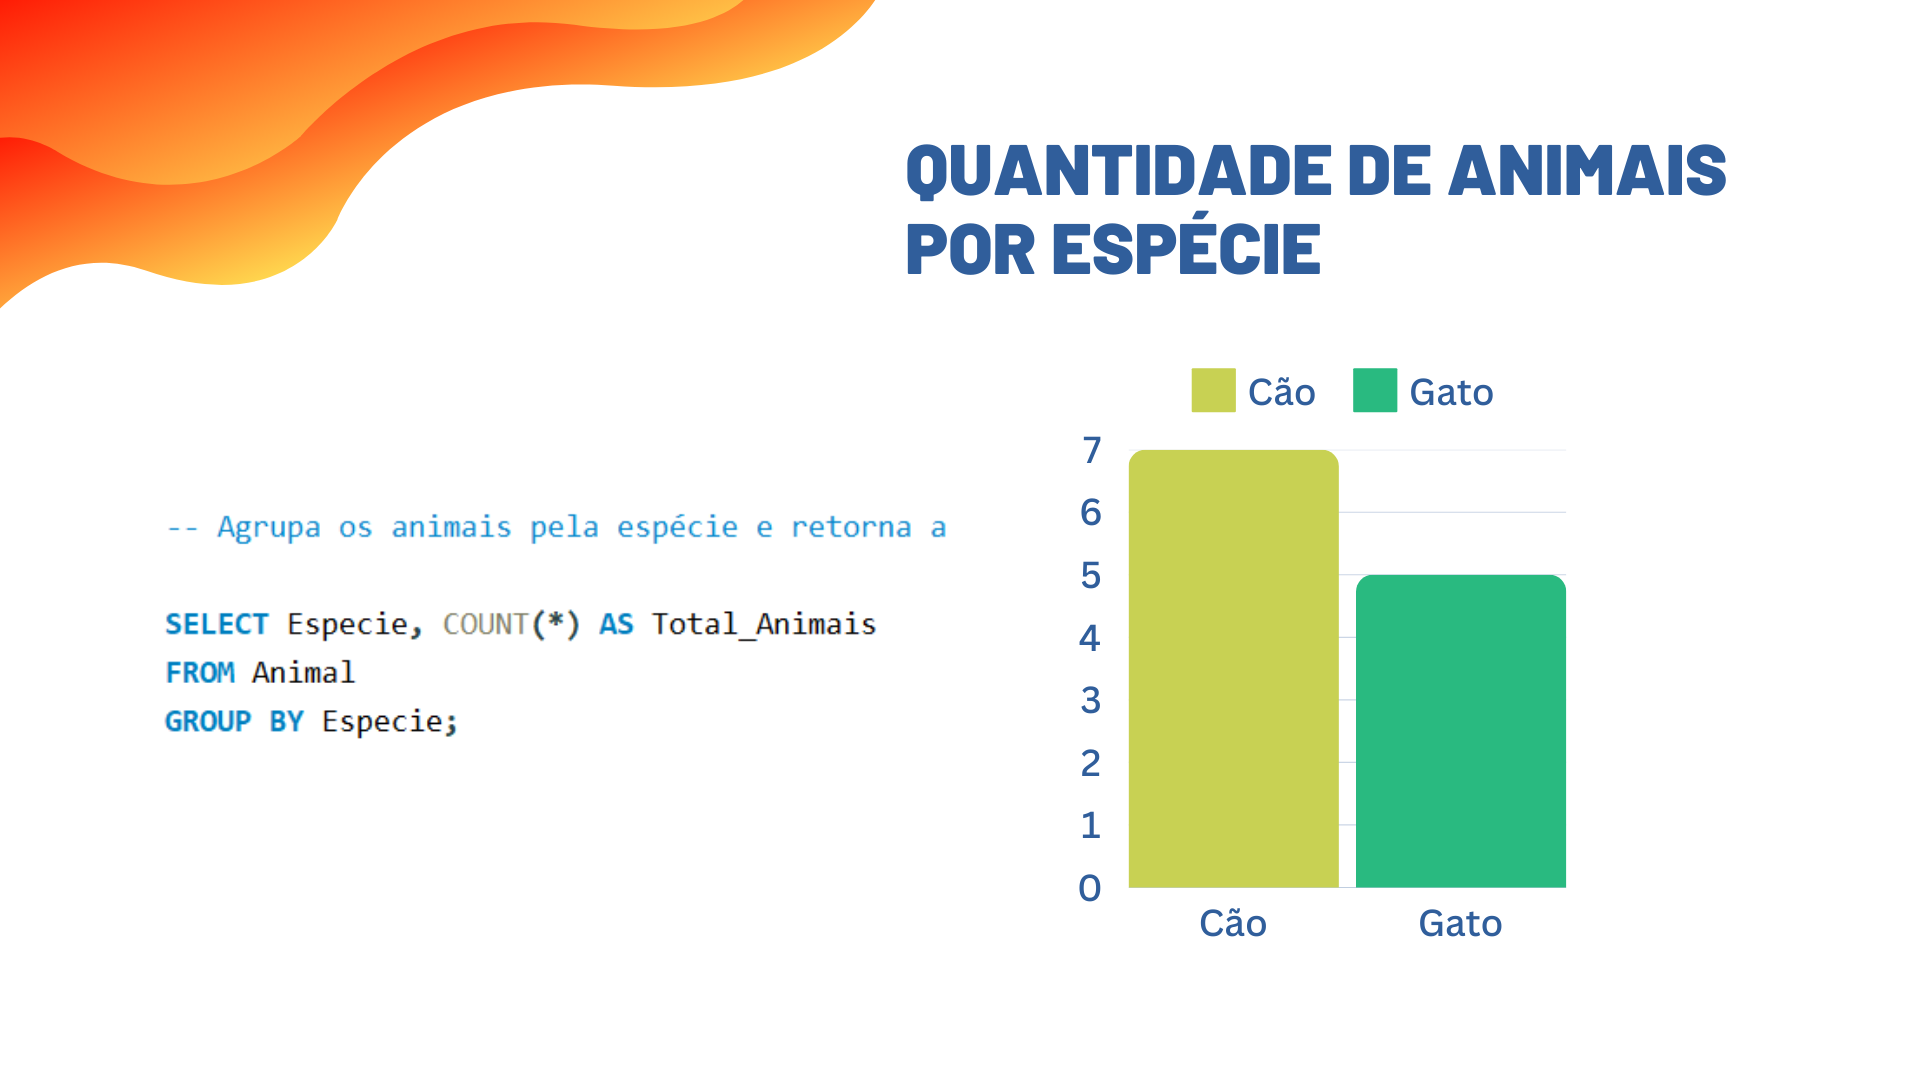 QUANTIDADE DE ANIMAIS
POR ESPÉCIE
-- Agrupa os animais pela espécie e retorna a
SELECT Especie, COUNT(*) AS Total_Animais
FROM Animal
GROUP BY Especie;
Cão Gato
7
6
5
4
3
2
1
0
Cão Gato